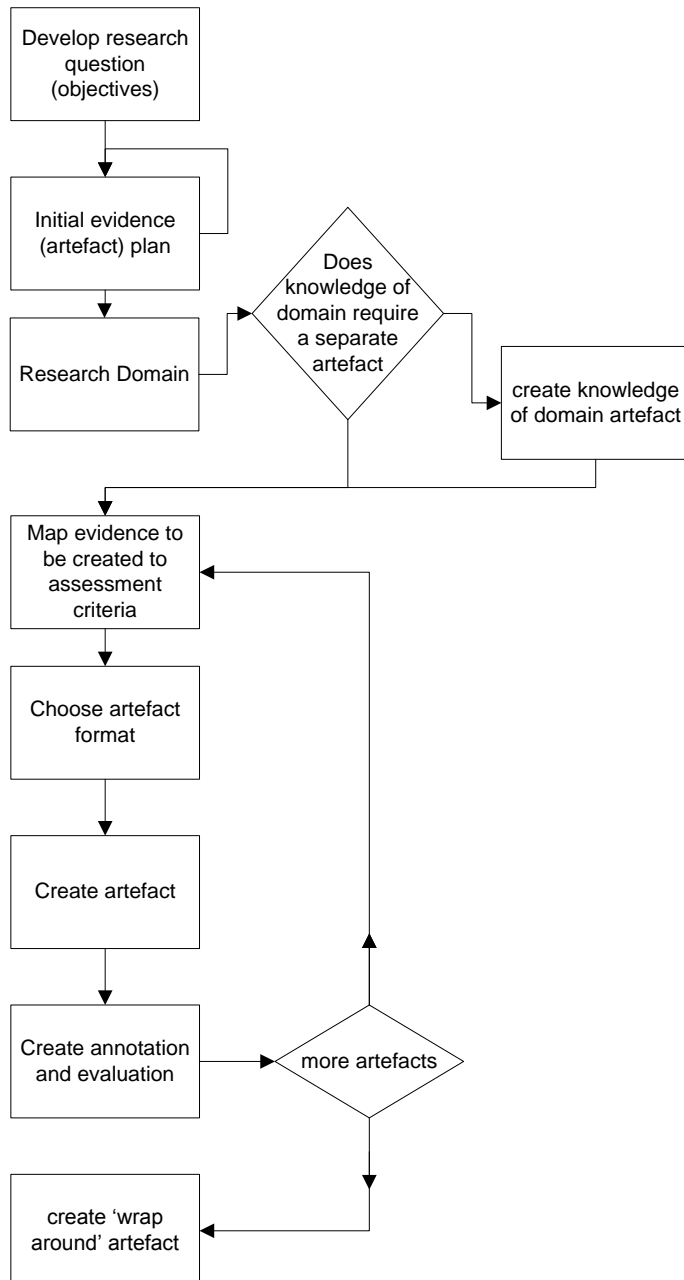 Develop research
question
(objectives)
Initial evidence
(artefact) plan
Research Domain
Does
knowledge of
domain require
a separate
artefact
create knowledge
of domain artefact
Map evidence to
be created to
assessment
criteria
Choose artefact
format
Create artefact
Create annotation
and evaluation
more artefacts
create ‘wrap
around’ artefact